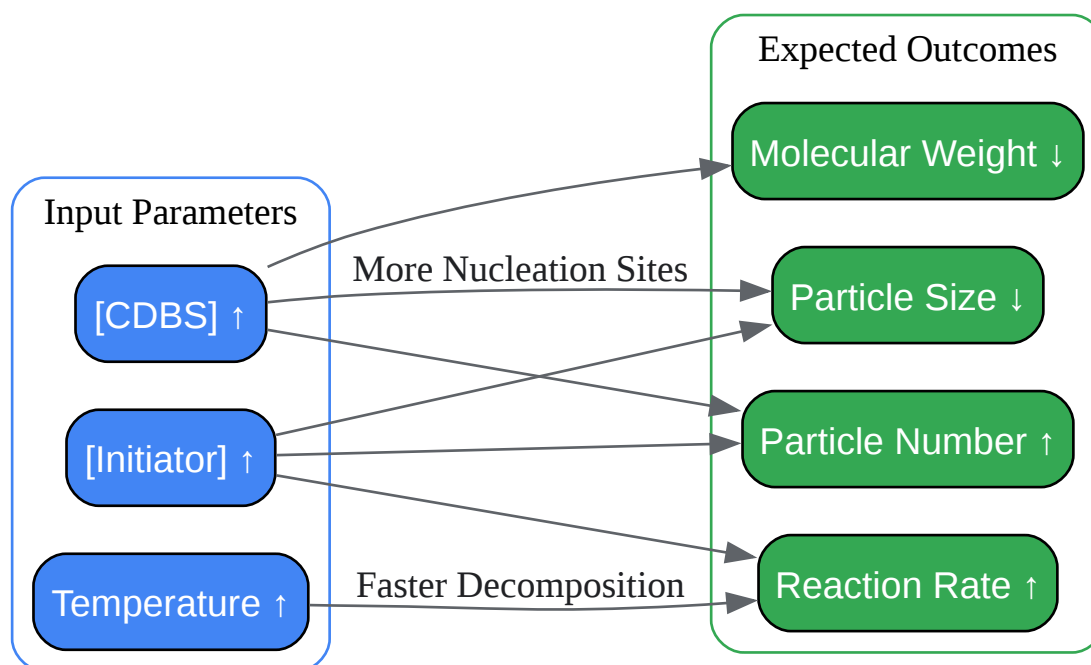 Input Parameters
[CDBS] ↑
[Initiator] ↑
Temperature ↑
More Nucleation Sites
Faster Decomposition
Expected Outcomes
Molecular Weight ↓
Particle Size ↓
Particle Number ↑
Reaction Rate ↑